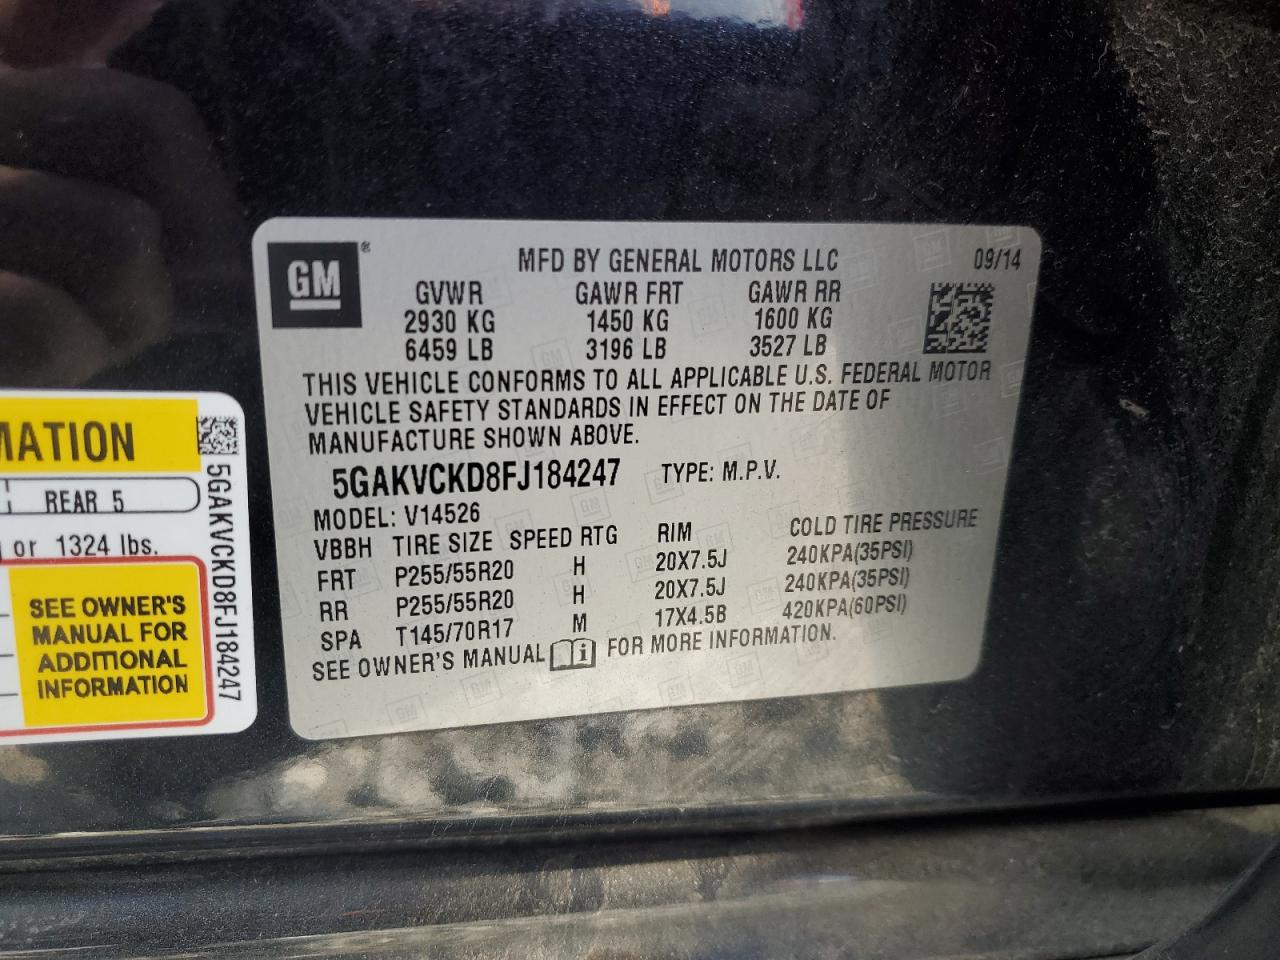 GM ®
MFD BY GENERAL MOTORS LLC 09/14
GVWR GAWR FRT GAWR RR
2930 KG 1450 KG 1600 KG
6459 LB 3196 LB 3527 LB
THIS VEHICLE CONFORMS TO ALL APPLICABLE U.S. FEDERAL MOTOR
VEHICLE SAFETY STANDARDS IN EFFECT ON THE DATE OF
MANUFACTURE SHOWN ABOVE.
5GAKVCKD8FJ184247 TYPE: M.P.V.
MODEL: V14526
VBBH TIRE SIZE SPEED RTG RIM COLD TIRE PRESSURE
FRT P255/55R20 H 20X7.5J 240KPA(35PSI)
RR P255/55R20 H 20X7.5J 240KPA(35PSI)
SPA T145/70R17 M 17X4.5B 420KPA(60PSI)
SEE OWNER'S MANUAL i FOR MORE INFORMATION.
MATION
REAR 5
or 1324 lbs.
SEE OWNER'S
MANUAL FOR
ADDITIONAL
INFORMATION
5GAKVCKD8FJ184247